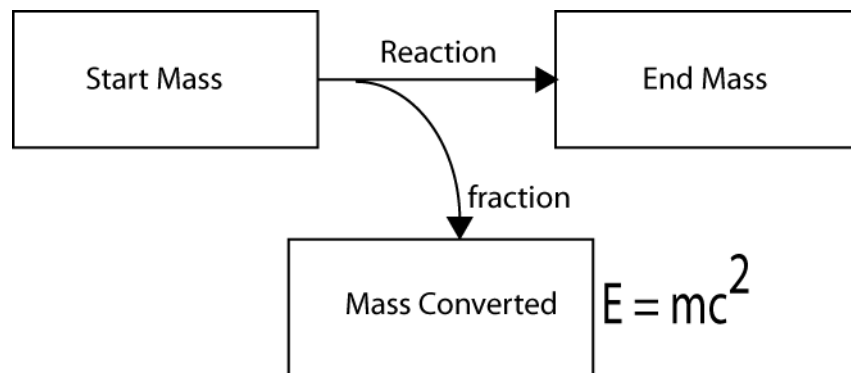 Reaction
Start Mass
End Mass
fraction
Mass Converted
E = mc²